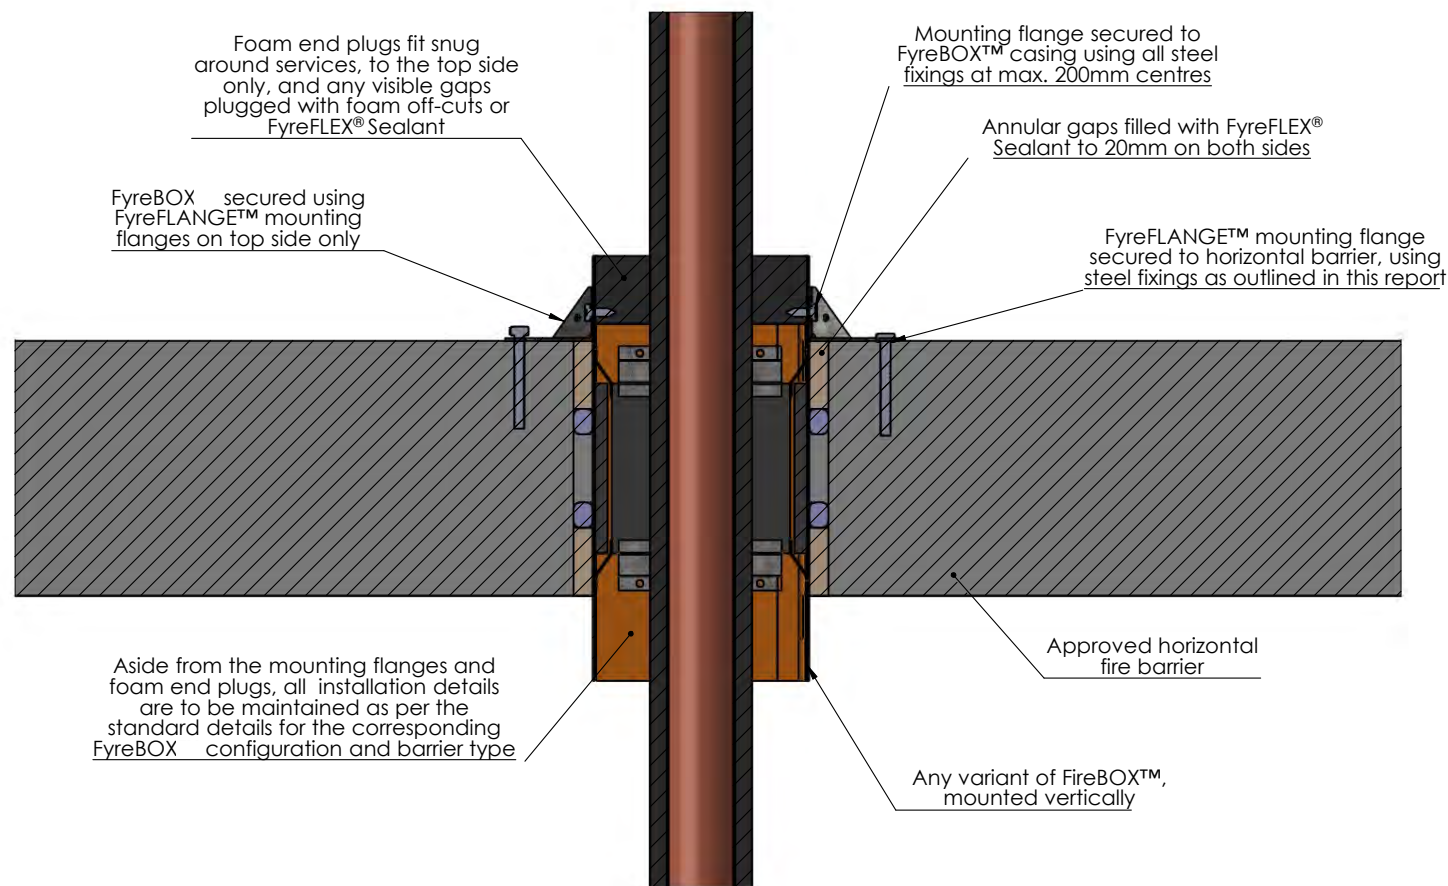 Foam end plugs fit snug
around services, to the top side
only, and any visible gaps
plugged with foam off-cuts or
FyreFLEX® Sealant
Mounting flange secured to
FyreBOX™ casing using all steel
fixings at max. 200mm centres
Annular gaps filled with FyreFLEX®
Sealant to 20mm on both sides
FyreBOX secured using
FyreFLANGE™ mounting
flanges on top side only
FyreFLANGE™ mounting flange
secured to horizontal barrier, using
steel fixings as outlined in this report
Aside from the mounting flanges and
foam end plugs, all installation details
are to be maintained as per the
standard details for the corresponding
FyreBOX configuration and barrier type
Approved horizontal
fire barrier
Any variant of FireBOX™,
mounted vertically